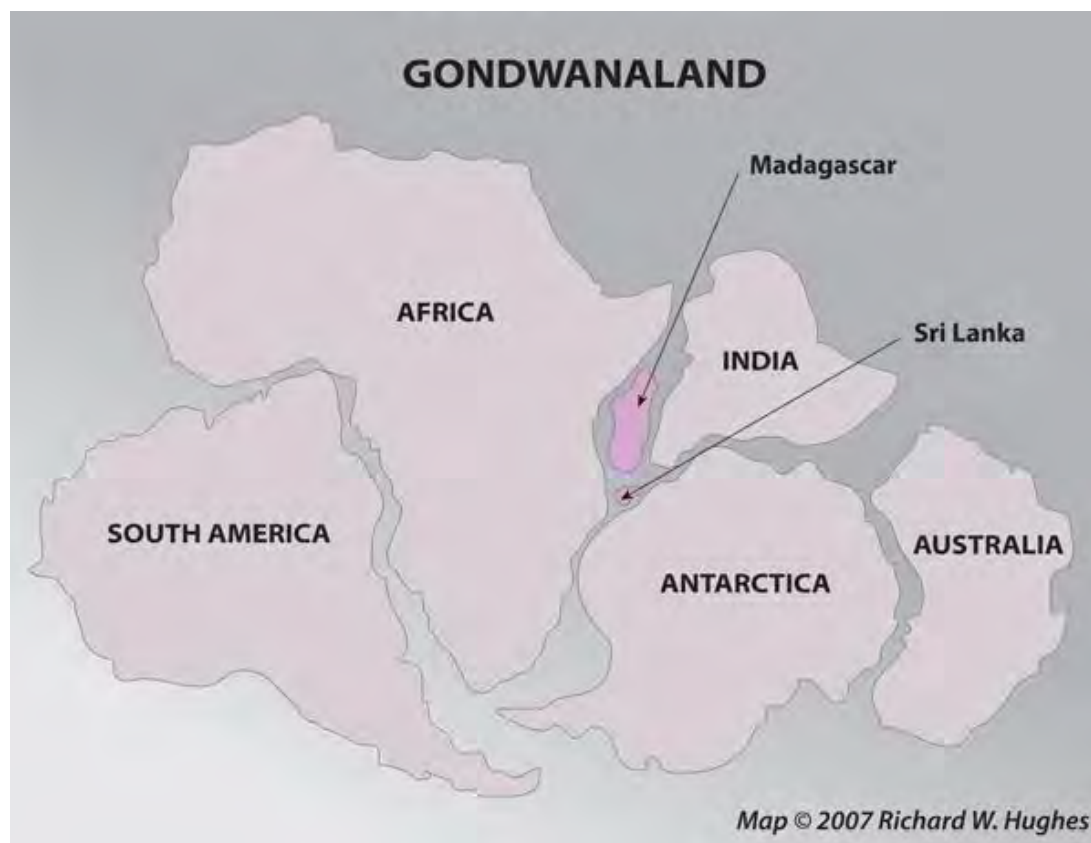 GONDWANALAND
Madagascar
AFRICA
Sri Lanka
INDIA
SOUTH AMERICA
AUSTRALIA
ANTARCTICA
Map © 2007 Richard W. Hughes